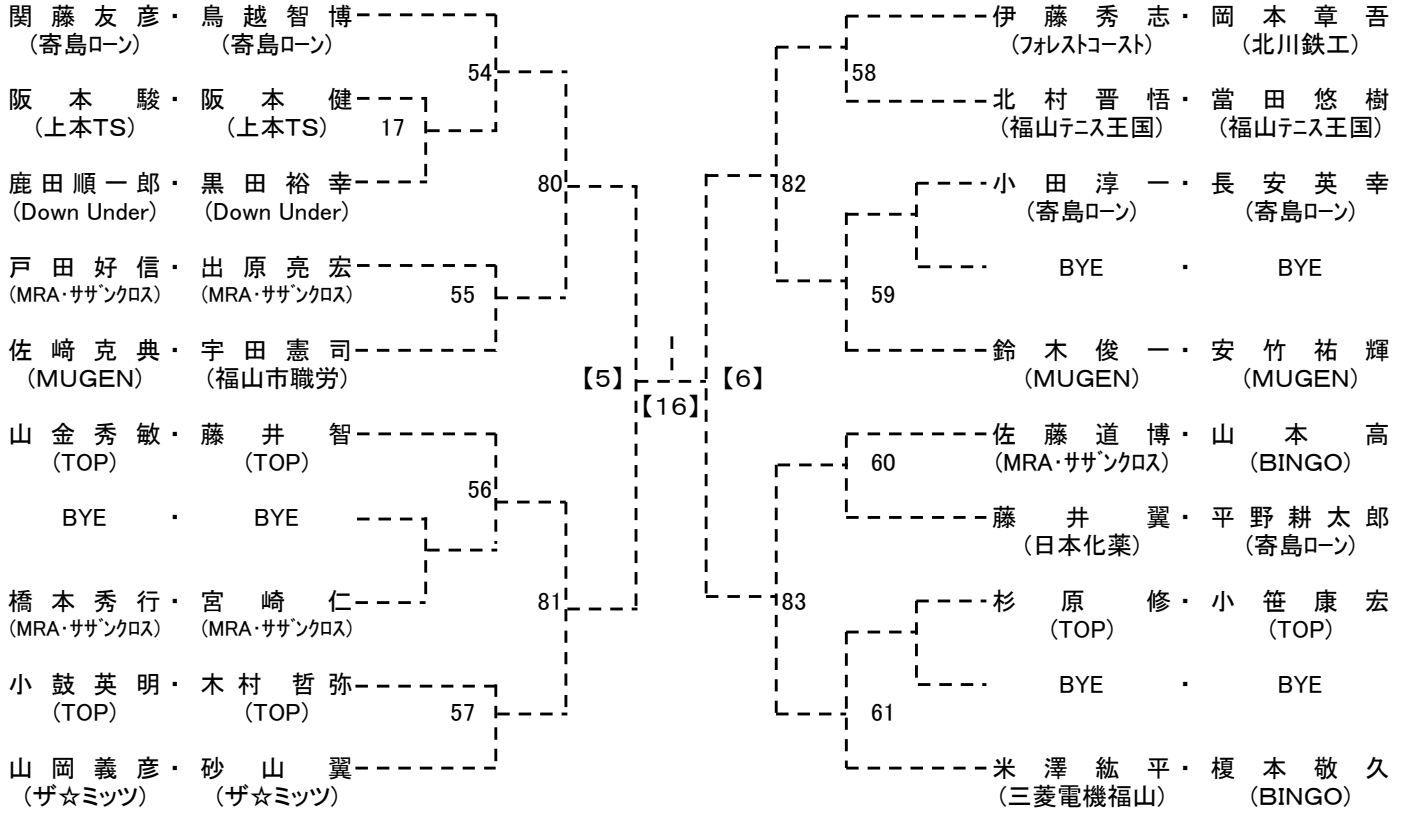 関藤友彦・鳥越智博
(寄島ローン) (寄島ローン)
54
阪本駿・阪本健
(上本TS) (上本TS)
17
鹿田順一郎・黒田裕幸
(Down Under) (Down Under)
80
戸田好信・出原亮宏
(MRA・サザンクロス) (MRA・サザンクロス)
55
佐﨑克典・宇田憲司
(MUGEN) (福山市職労)
【5】
山金秀敏・藤井智
(TOP) (TOP)
56
BYE ・ BYE
橋本秀行・宮崎仁
(MRA・サザンクロス) (MRA・サザンクロス)
81
小鼓英明・木村哲弥
(TOP) (TOP)
57
山岡義彦・砂山翼
(ザ☆ミッツ) (ザ☆ミッツ)
【16】
伊藤秀志・岡本章吾
(フォレストコースト) (北川鉄工)
58
北村晋悟・當田悠樹
(福山テニス王国) (福山テニス王国)
82
小田淳一・長安英幸
(寄島ローン) (寄島ローン)
BYE ・ BYE
59
鈴木俊一・安竹祐輝
(MUGEN) (MUGEN)
【6】
佐藤道博・山本高
(MRA・サザンクロス) (BINGO)
60
藤井翼・平野耕太郎
(日本化薬) (寄島ローン)
83
杉原修・小笹康宏
(TOP) (TOP)
BYE ・ BYE
61
米澤紘平・榎本敬久
(三菱電機福山) (BINGO)